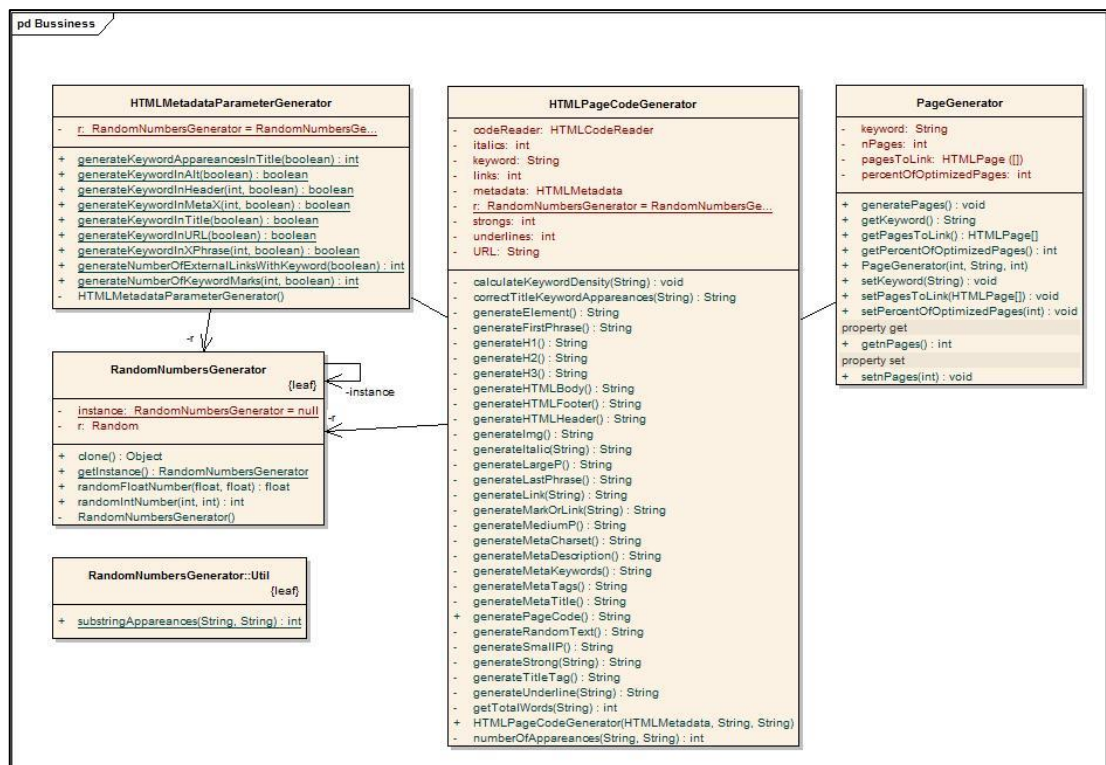 pd Bussiness
HTMLMetadataParameterGenerator
- r: RandomNumbersGenerator = RandomNumbersGe...
+ generateKeywordAppareancesInTitle(boolean) : int
+ generateKeywordInAlt(boolean) : boolean
+ generateKeywordInHeader(int, boolean) : boolean
+ generateKeywordInMetaX(int, boolean) : boolean
+ generateKeywordInTitle(boolean) : boolean
+ generateKeywordInURL(boolean) : boolean
+ generateKeywordInXPhrase(int, boolean) : boolean
+ generateNumberOfExternalLinksWithKeyword(boolean) : int
+ generateNumberOfKeywordMarks(int, boolean) : int
- HTMLMetadataParameterGenerator()
-r
RandomNumbersGenerator
{leaf}
- instance: RandomNumbersGenerator = null
- r: Random
+ clone() : Object
+ getInstance() : RandomNumbersGenerator
+ randomFloatNumber(float, float) : float
+ randomIntNumber(int, int) : int
- RandomNumbersGenerator()
-instance
-r
RandomNumbersGenerator::Util
{leaf}
+ substringAppareances(String, String) : int
HTMLPageCodeGenerator
- codeReader: HTMLCodeReader
- italics: int
- keyword: String
- links: int
- metadata: HTMLMetadata
- r: RandomNumbersGenerator = RandomNumbersGe...
- strongs: int
- underlines: int
- URL: String
- calculateKeywordDensity(String) : void
- correctTitleKeywordAppareances(String) : String
- generateElement() : String
- generateFirstPhrase() : String
- generateH1() : String
- generateH2() : String
- generateH3() : String
- generateHTMLBody() : String
- generateHTMLFooter() : String
- generateHTMLHeader() : String
- generateImg() : String
- generateItalic(String) : String
- generateLargeP() : String
- generateLastPhrase() : String
- generateLink(String) : String
- generateMarkOrLink(String) : String
- generateMediumP() : String
- generateMetaCharset() : String
- generateMetaDescription() : String
- generateMetaKeywords() : String
- generateMetaTags() : String
- generateMetaTitle() : String
+ generatePageCode() : String
- generateRandomText() : String
- generateSmallP() : String
- generateStrong(String) : String
- generateTitleTag() : String
- generateUnderline(String) : String
- getTotalWords(String) : int
+ HTMLPageCodeGenerator(HTMLMetadata, String, String)
- numberOfAppareances(String, String) : int
PageGenerator
- keyword: String
- nPages: int
- pagesToLink: HTMLPage ([])
- percentOfOptimizedPages: int
+ generatePages() : void
+ getKeyword() : String
+ getPagesToLink() : HTMLPage[]
+ getPercentOfOptimizedPages() : int
+ PageGenerator(int, String, int)
+ setKeyword(String) : void
+ setPagesToLink(HTMLPage[]) : void
+ setPercentOfOptimizedPages(int) : void
property get
+ getnPages() : int
property set
+ setnPages(int) : void